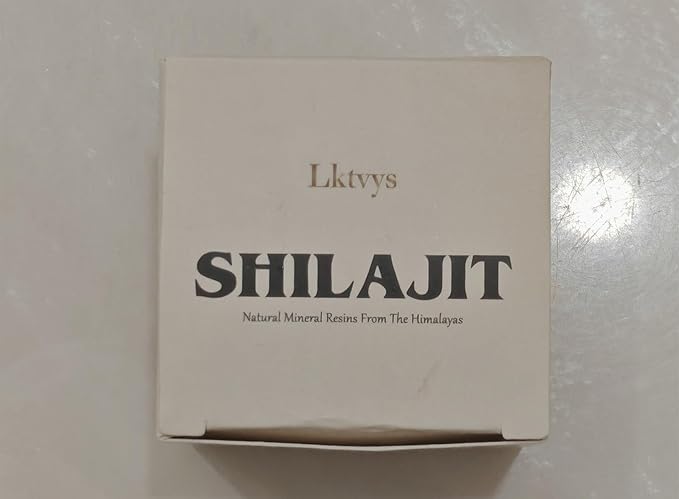 Lktvys
SHILAJIT
Natural Mineral Resins From The Himalayas